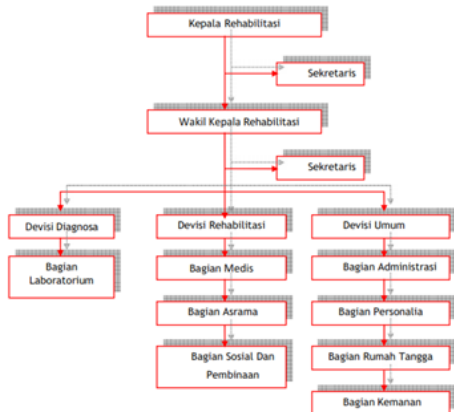 Kepala Rehabilitasi
Sekretaris
Wakil Kepala Rehabilitasi
Sekretaris
Devisi Diagnosa
Devisi Rehabilitasi
Devisi Umum
Bagian
Laboratorium
Bagian Medis
Bagian Administrasi
Bagian Asrama
Bagian Personalia
Bagian Sosial Dan
Pembinaan
Bagian Rumah Tangga
Bagian Kemanan